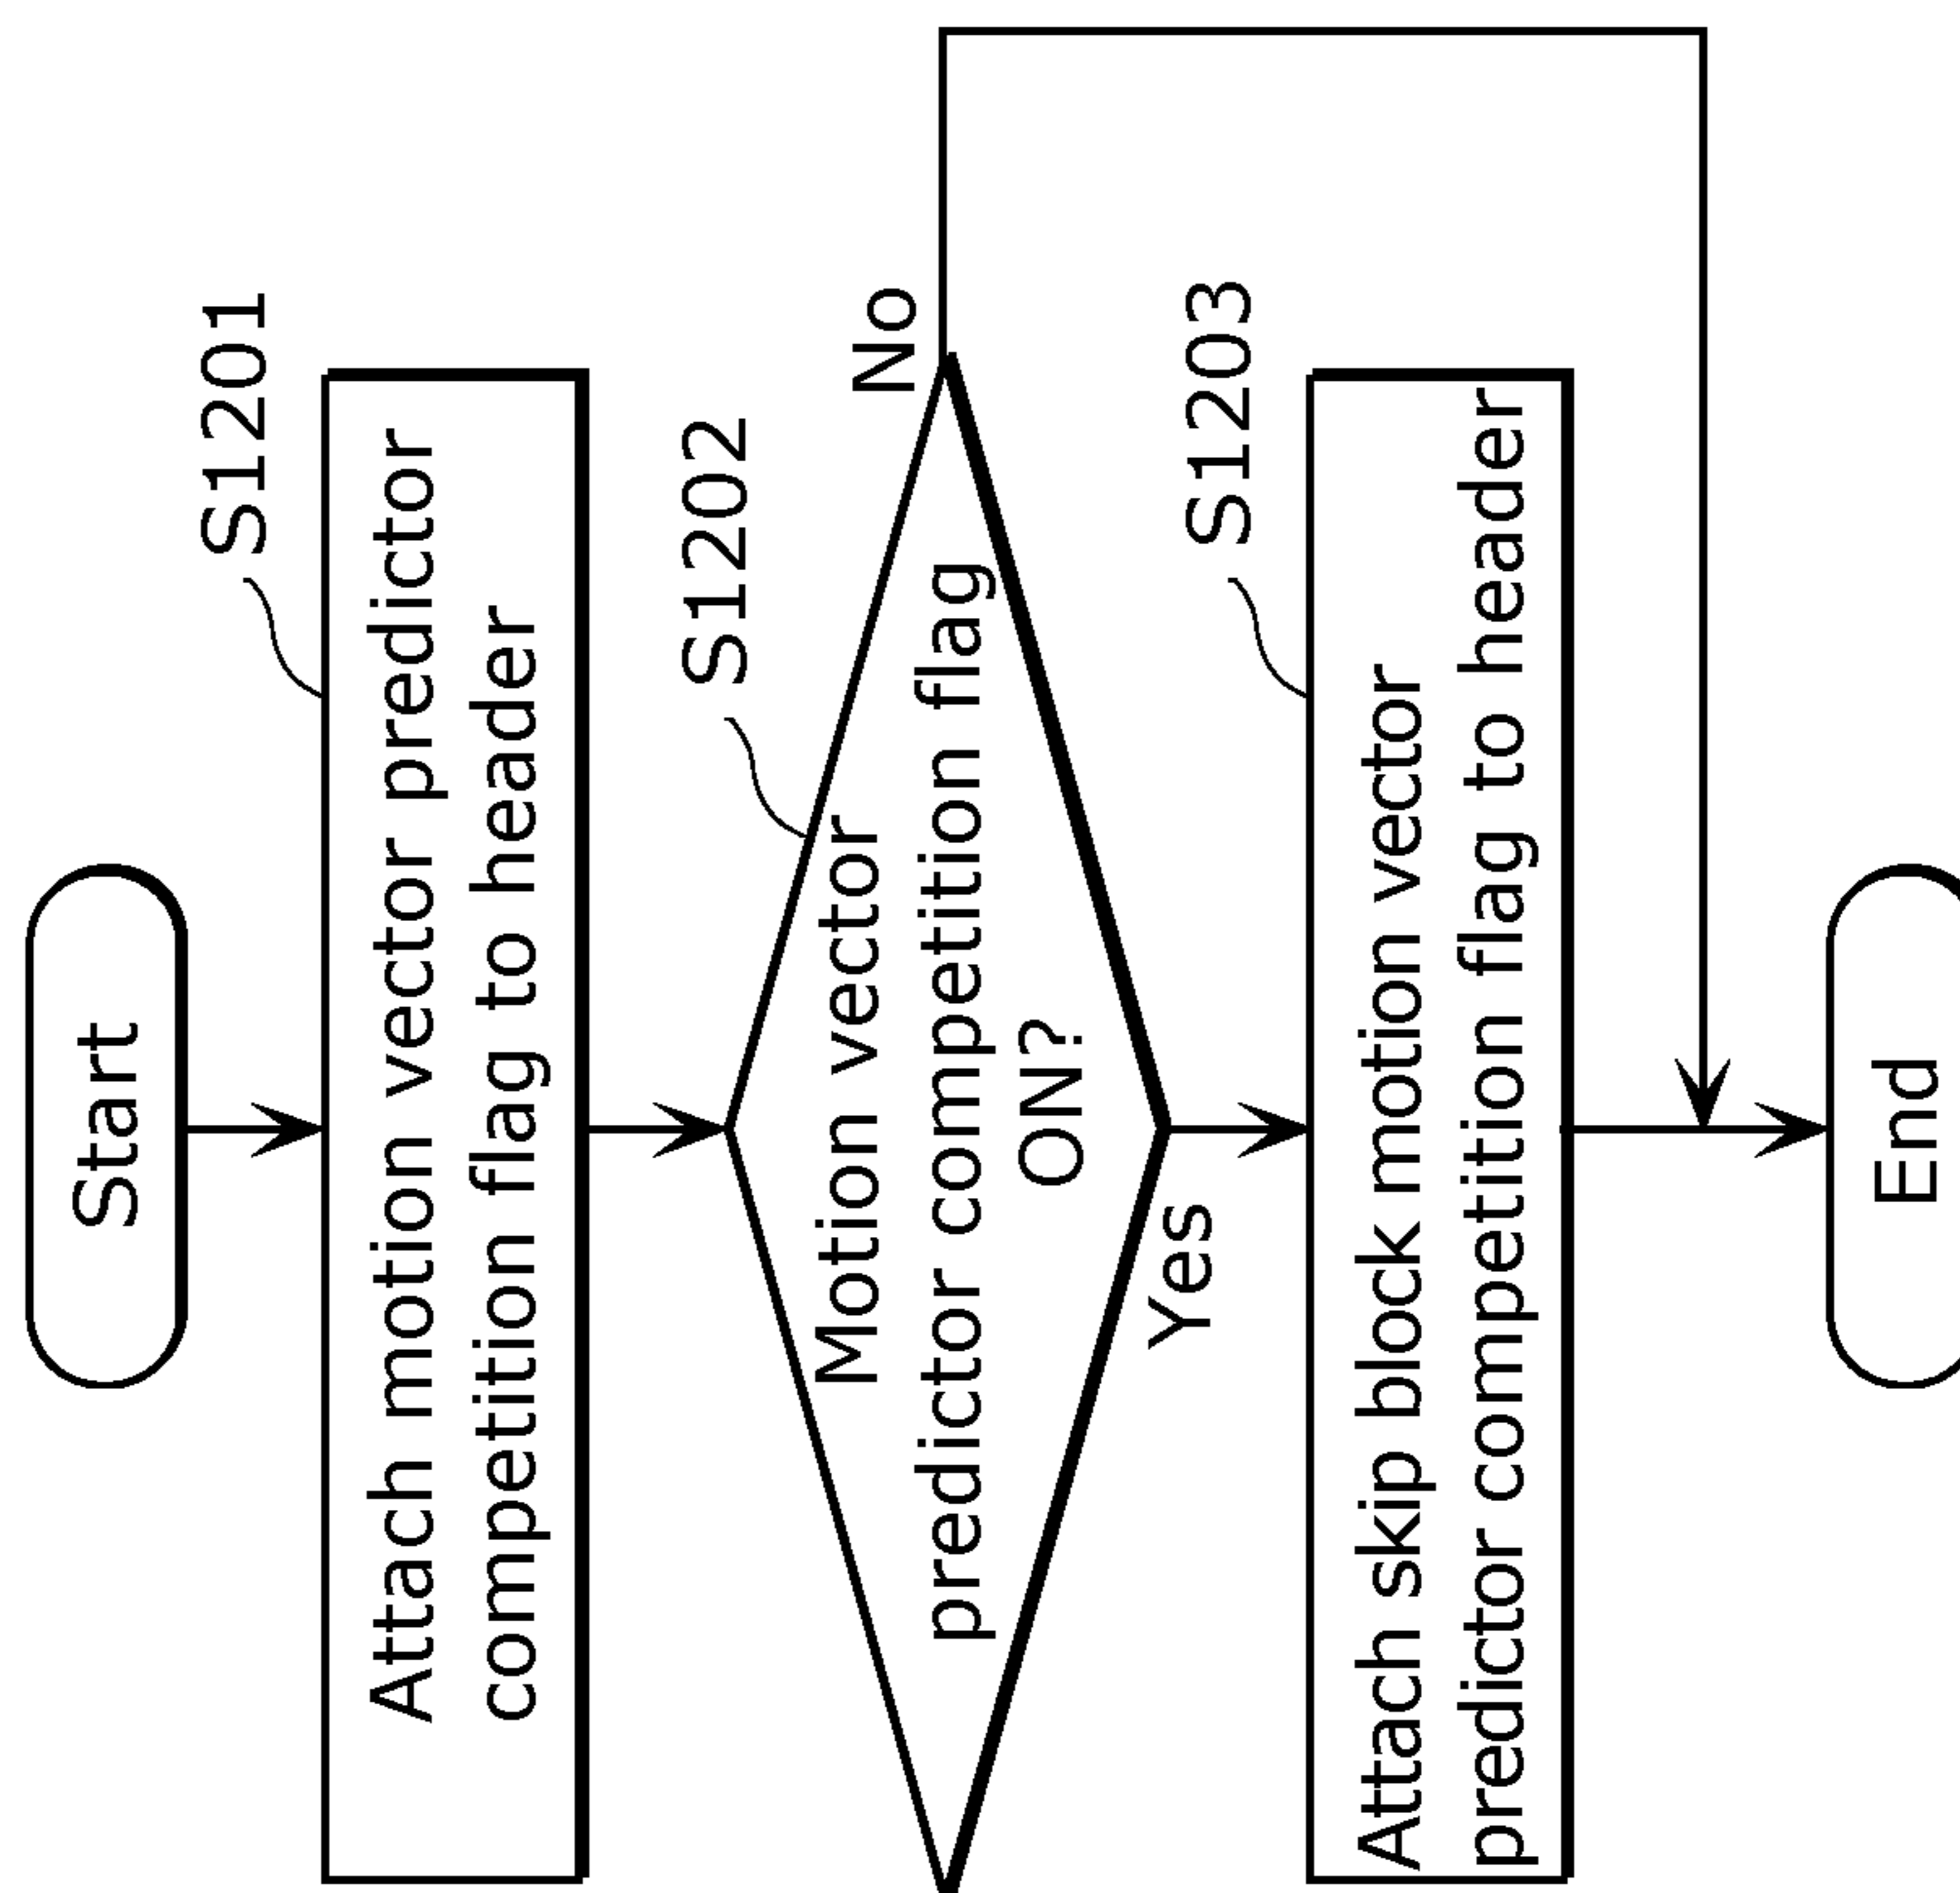 Start
S1201
Attach motion vector predictor
competition flag to header
S1202
Motion vector
predictor competition flag
ON?
No
Yes
S1203
Attach skip block motion vector
predictor competition flag to header
End